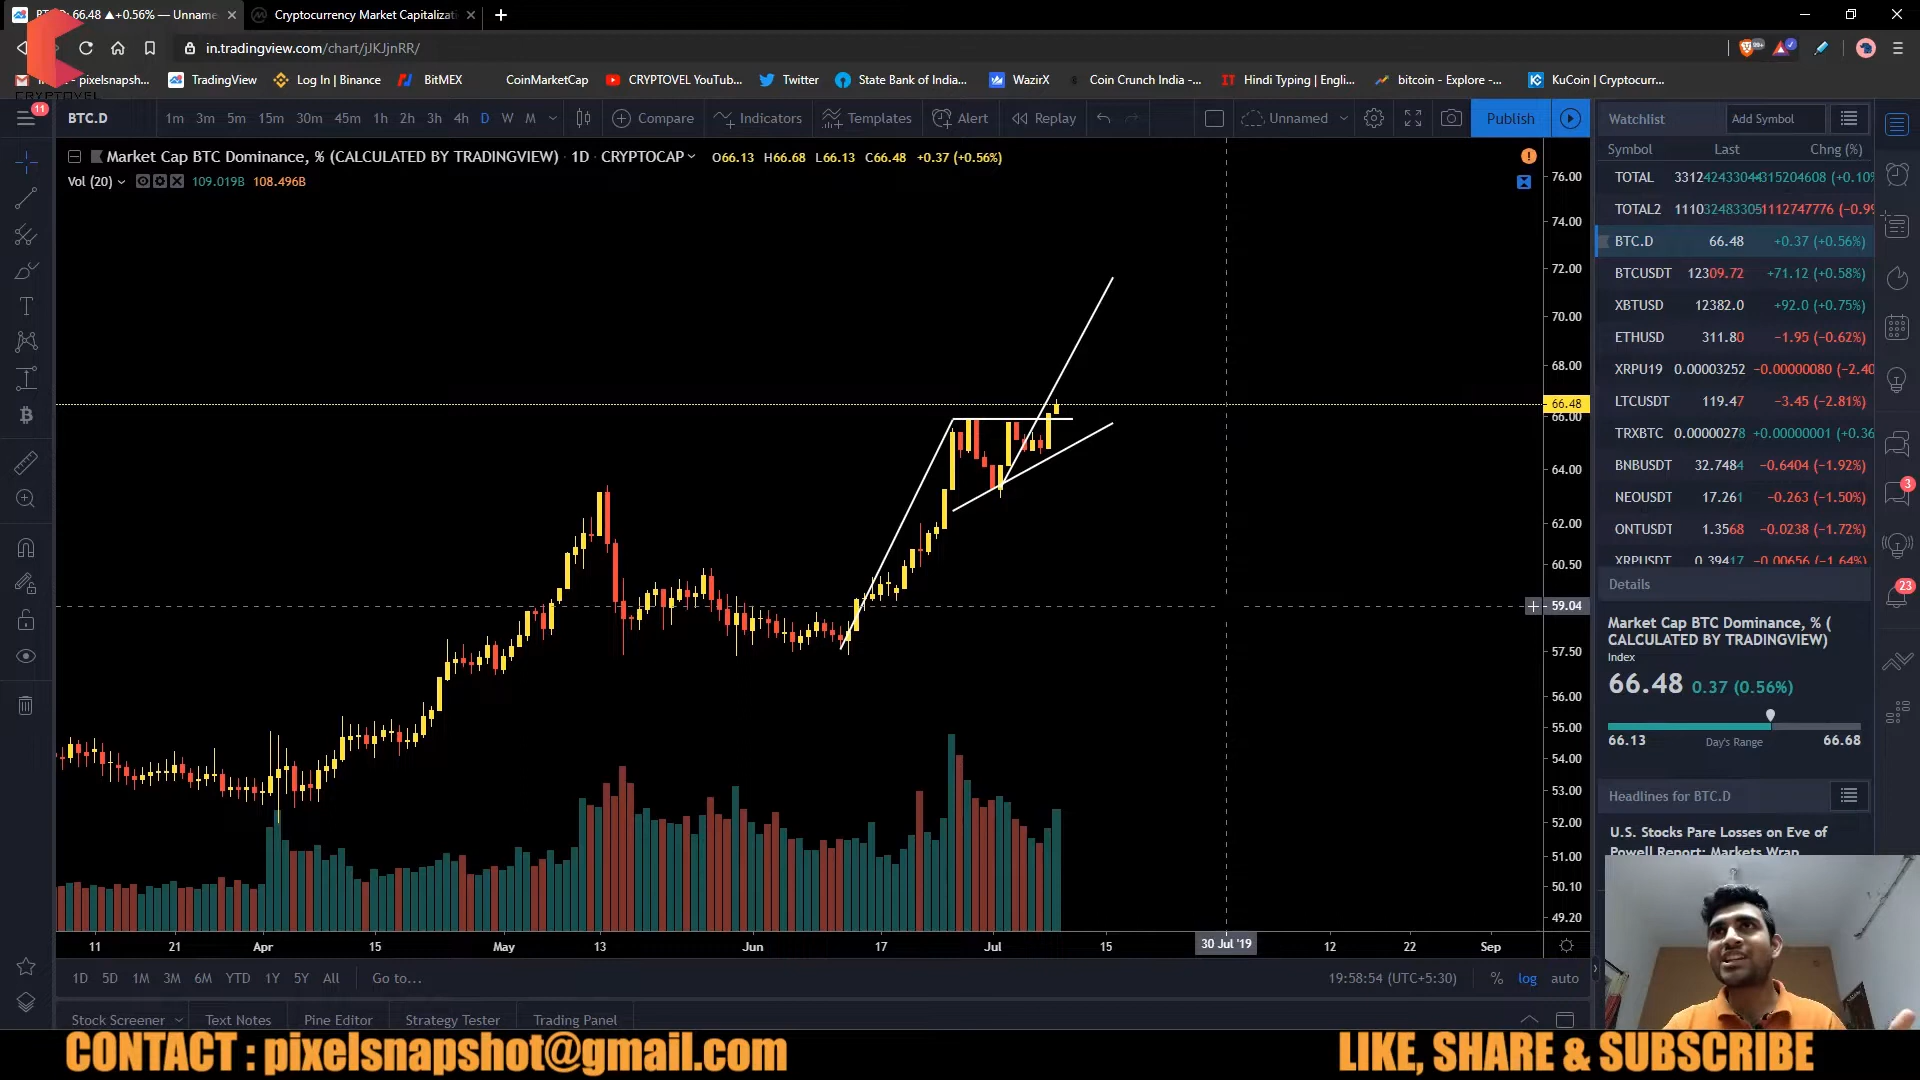 BTC.D 66.48 ▲+0.56% — Unname
Cryptocurrency Market Capitalizati
in.tradingview.com/chart/jJKJjnRR/
pixelsnapsh...
TradingView
Log In | Binance
BitMEX
CoinMarketCap
CRYPTOVEL YouTub...
Twitter
State Bank of India...
WazirX
Coin Crunch India -...
Hindi Typing | Engli...
bitcoin - Explore -...
KuCoin | Cryptocurr...
CRYPTOVEL
11
BTC.D
1m 3m 5m 15m 30m 45m 1h 2h 3h 4h D W M
Compare
Indicators
Templates
Alert
Replay
Unnamed
Publish
Market Cap BTC Dominance, % (CALCULATED BY TRADINGVIEW) · 1D · CRYPTOCAP
O66.13 H66.68 L66.13 C66.48 +0.37 (+0.56%)
Vol (20) 109.019B 108.496B
76.00
74.00
72.00
70.00
68.00
66.48
66.00
64.00
62.00
60.50
59.04
57.50
56.00
55.00
54.00
53.00
52.00
51.00
50.10
49.20
11 21 Apr 15 May 13 Jun 17 Jul 15 30 Jul '19 12 22 Sep
1D 5D 1M 3M 6M YTD 1Y 5Y All Go to...
19:58:54 (UTC+5:30) % log auto
Stock Screener Text Notes Pine Editor Strategy Tester Trading Panel
Watchlist
Add Symbol
Symbol Last Chng (%)
TOTAL
TOTAL2
BTC.D 66.48 +0.37 (+0.56%)
BTCUSDT 12309.72 +71.12 (+0.58%)
XBTUSD 12382.0 +92.0 (+0.75%)
ETHUSD 311.80 −1.95 (−0.62%)
XRPU19 0.00003252 −0.00000080 (−2.40
LTCUSDT 119.47 −3.45 (−2.81%)
TRXBTC 0.00000278 +0.00000001 (+0.36
BNBUSDT 32.7484 −0.6404 (−1.92%)
NEOUSDT 17.261 −0.263 (−1.50%)
ONTUSDT 1.3568 −0.0238 (−1.72%)
XRPUSDT 0.39417 −0.00656 (−1.64%)
Details
Market Cap BTC Dominance, % (
CALCULATED BY TRADINGVIEW)
Index
66.48 0.37 (0.56%)
66.13 Day's Range 66.68
Headlines for BTC.D
U.S. Stocks Pare Losses on Eve of
Powell Report: Markets Wrap
3
23
CONTACT : pixelsnapshot@gmail.com
LIKE, SHARE & SUBSCRIBE